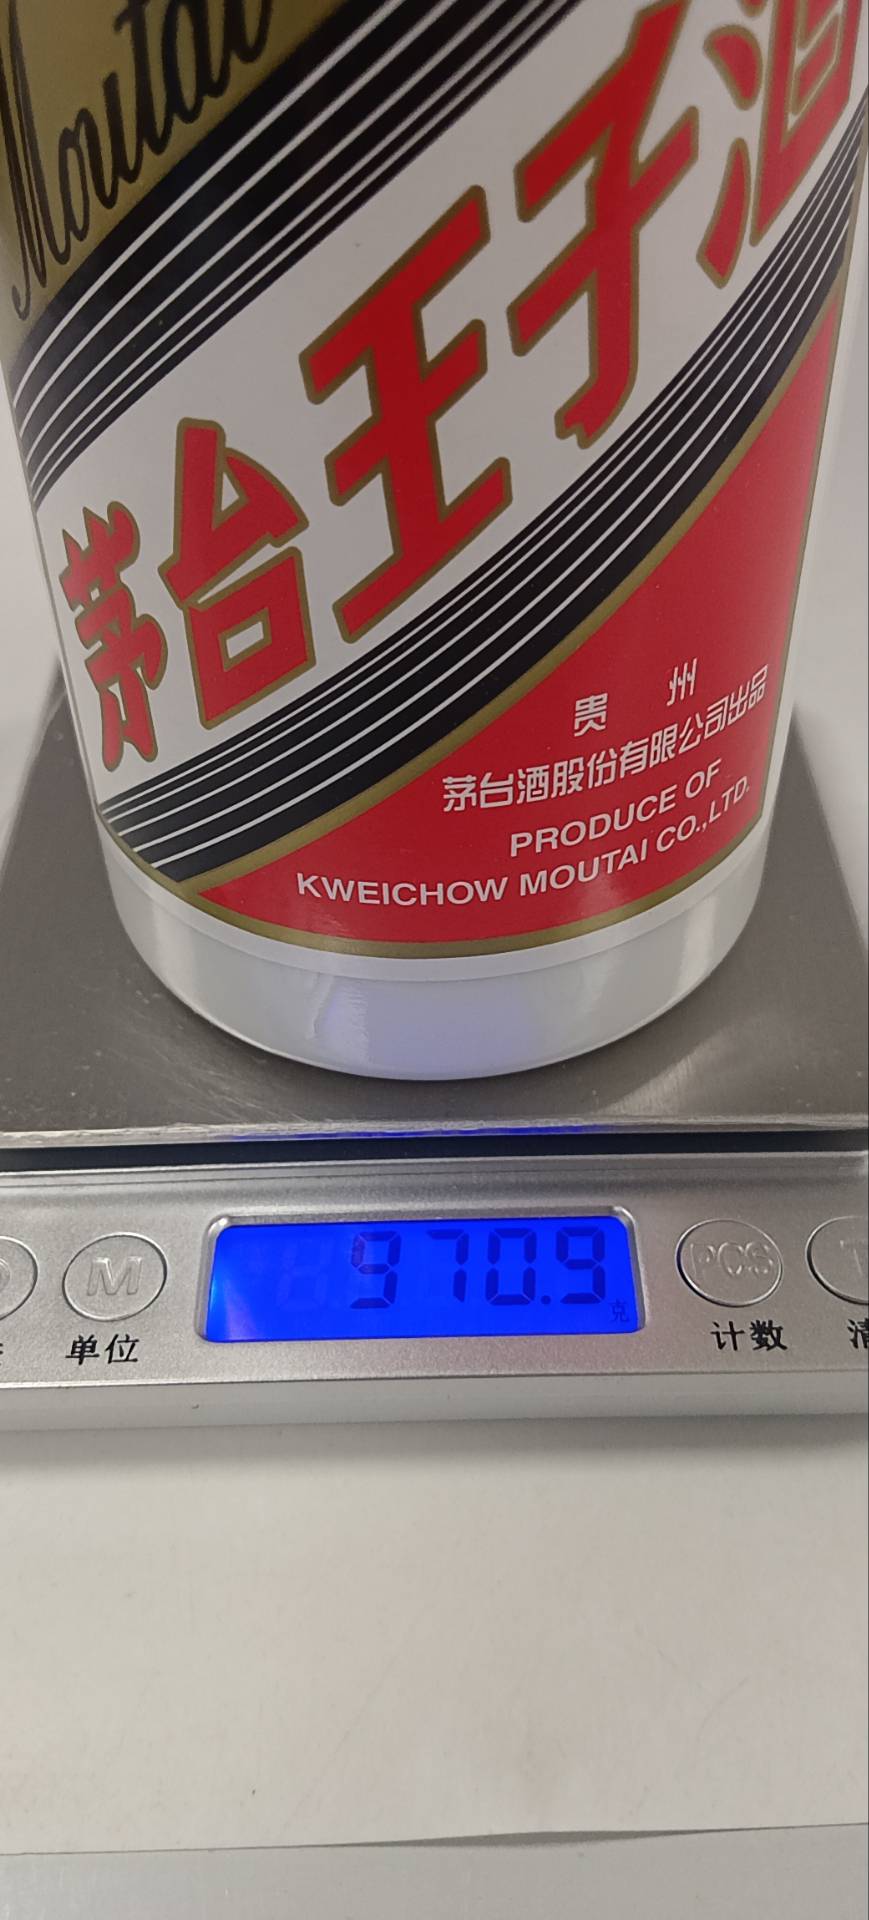 Moutai
茅台王子酒
贵 州
茅台酒股份有限公司出品
PRODUCE OF
KWEICHOW MOUTAI CO.,LTD.
970.9
克
M
PCS
T
单位
计数
清